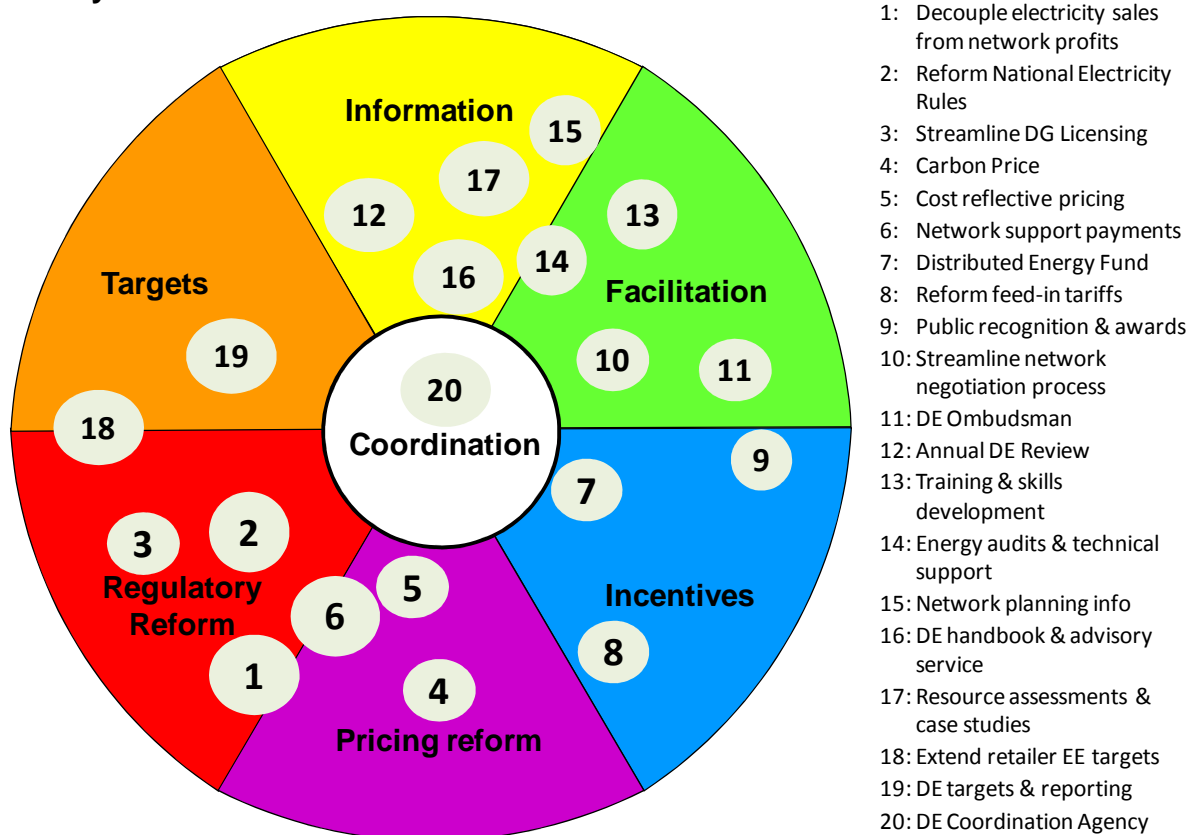 Information
15
17
12
13
14
16
Targets
Facilitation
19
10
11
20
18
Coordination
9
7
2
3
5
Regulatory
Reform
Incentives
6
8
1
4
Pricing reform
1: Decouple electricity sales
from network profits
2: Reform National Electricity
Rules
3: Streamline DG Licensing
4: Carbon Price
5: Cost reflective pricing
6: Network support payments
7: Distributed Energy Fund
8: Reform feed-in tariffs
9: Public recognition & awards
10: Streamline network
negotiation process
11: DE Ombudsman
12: Annual DE Review
13: Training & skills
development
14: Energy audits & technical
support
15: Network planning info
16: DE handbook & advisory
service
17: Resource assessments &
case studies
18: Extend retailer EE targets
19: DE targets & reporting
20: DE Coordination Agency